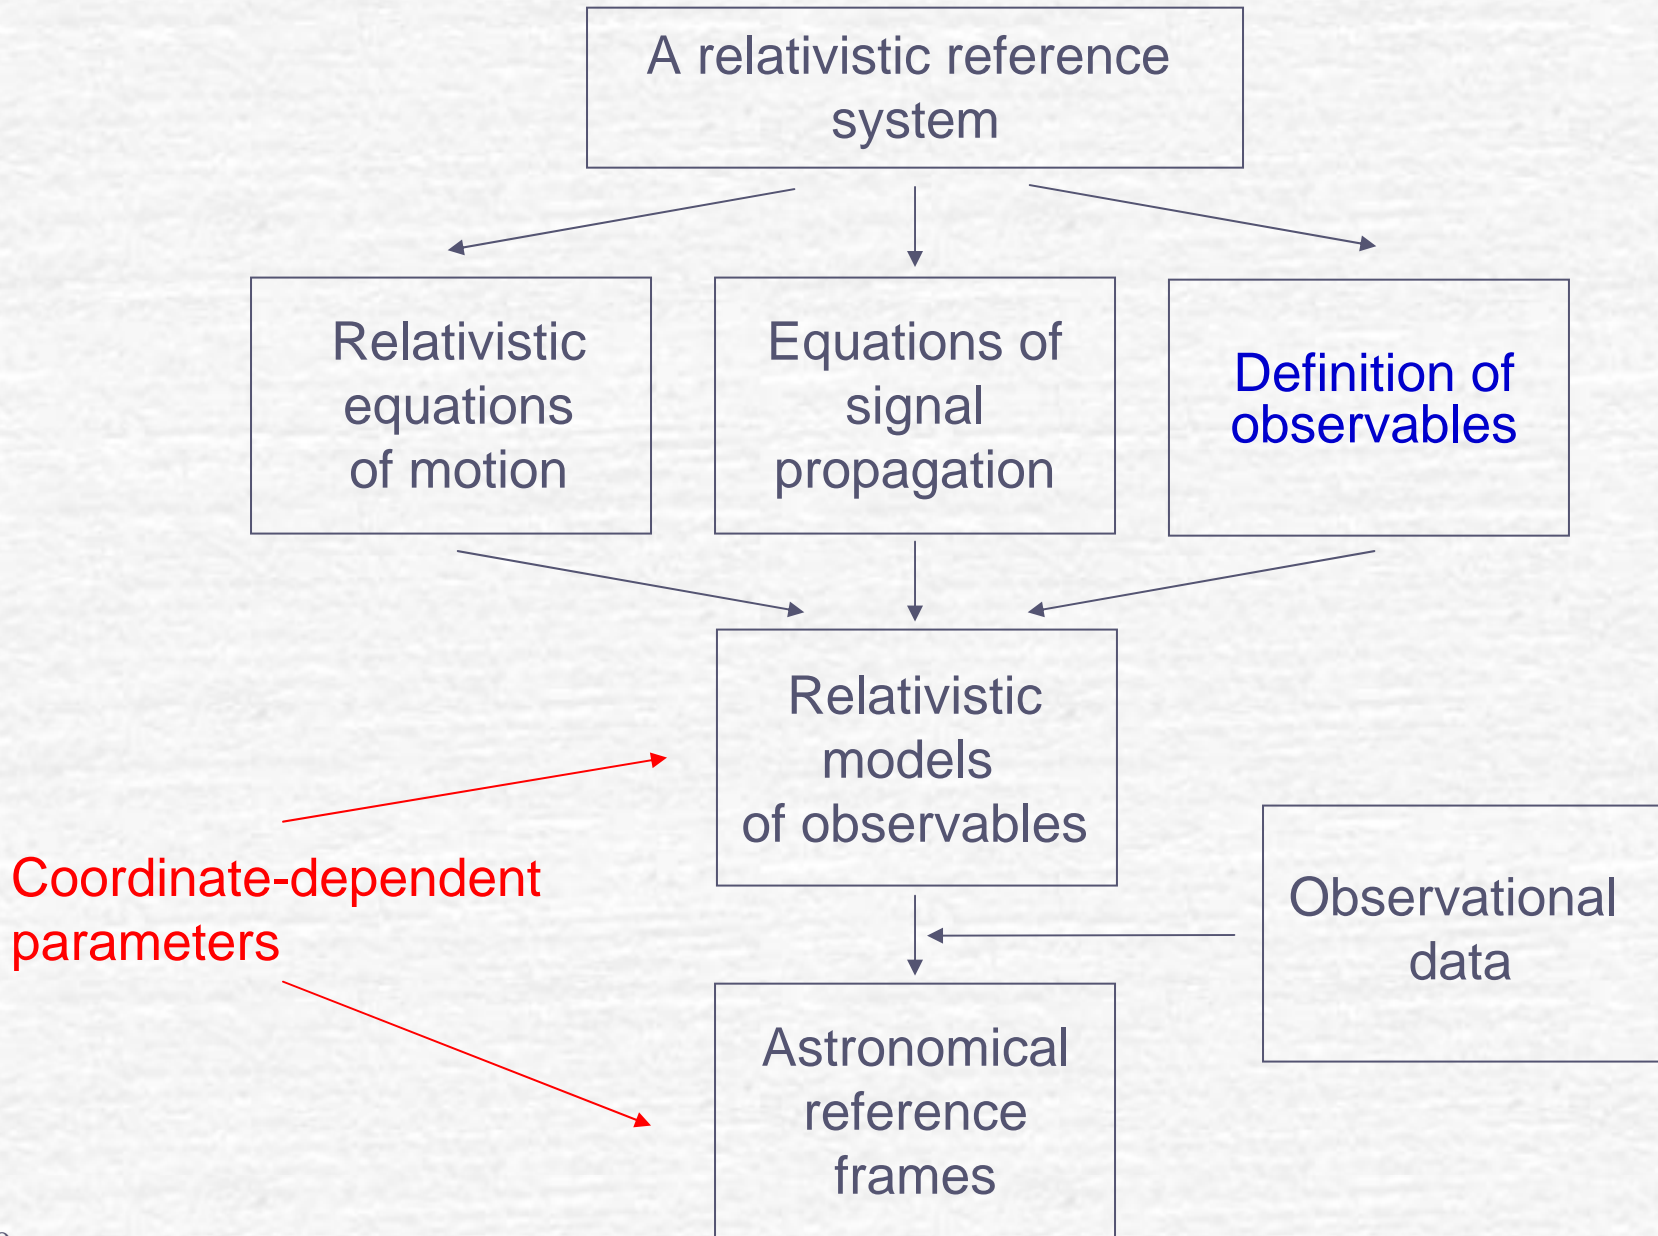 A relativistic reference
system
Relativistic
equations
of motion
Equations of
signal
propagation
Definition of
observables
Relativistic
models
of observables
Coordinate-dependent
parameters
Observational
data
Astronomical
reference
frames